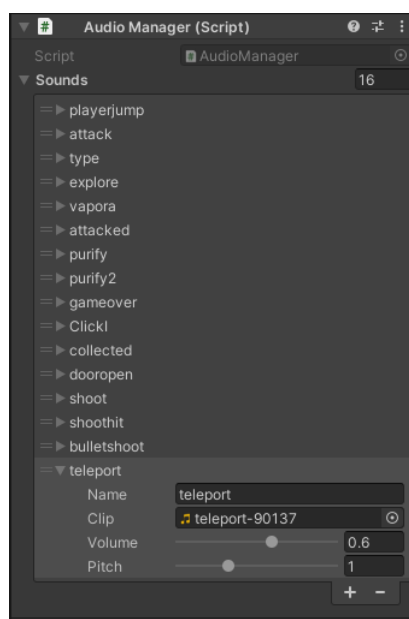 # Audio Manager (Script)
Script AudioManager
Sounds 16
playerjump
attack
type
explore
vapora
attacked
purify
purify2
gameover
ClickI
collected
dooropen
shoot
shoothit
bulletshoot
teleport
Name teleport
Clip teleport-90137
Volume 0.6
Pitch 1
+ -